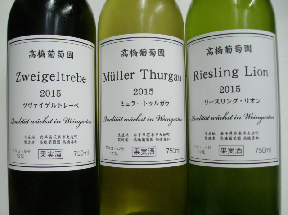 高橋葡萄園
Zweigeltrebe
2015
ツヴァイゲルトレーベ
Qualität wächst im Weingarten
果実酒
750ml
高橋葡萄園
Müller Thurgau
2015
ミュラー・トゥルガウ
Qualität wächst im Weingarten
果実酒
750ml
高橋葡萄園
Riesling Lion
2015
リースリング・リオン
Qualität wächst im Weingarten
果実酒
750ml